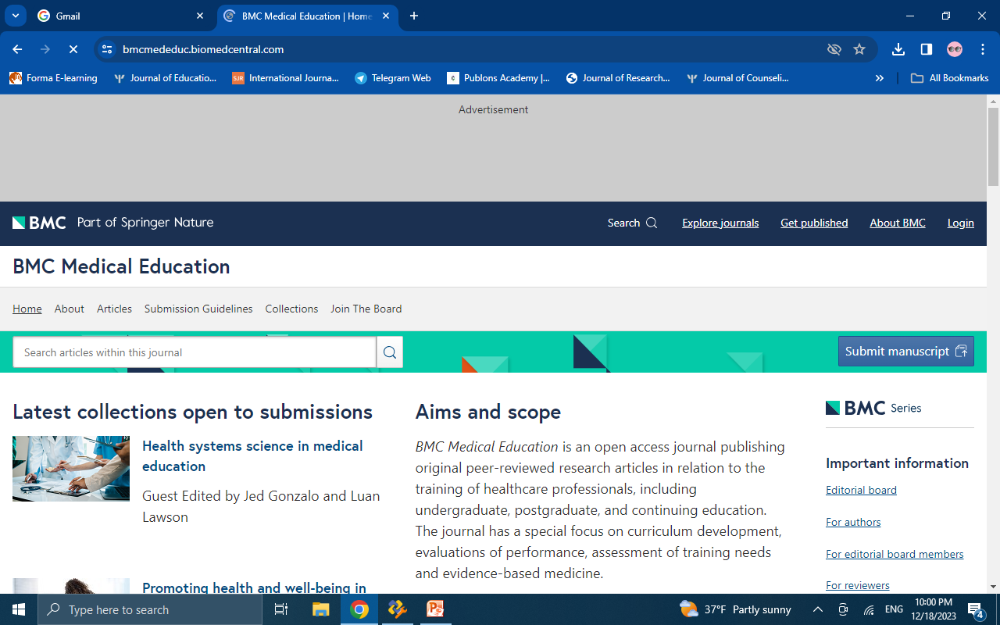 Gmail
BMC Medical Education | Home
bmcmededuc.biomedcentral.com
Forma E-learning
Journal of Educatio...
SJR
International Journa...
Telegram Web
Publons Academy |...
Journal of Research...
Journal of Counseli...
»
All Bookmarks
Advertisement
BMC Part of Springer Nature
Search
Explore journals
Get published
About BMC
Login
BMC Medical Education
Home
About
Articles
Submission Guidelines
Collections
Join The Board
Search articles within this journal
Submit manuscript
Latest collections open to submissions
Health systems science in medical
education
Guest Edited by Jed Gonzalo and Luan
Lawson
Promoting health and well-being in
Aims and scope
BMC Medical Education is an open access journal publishing
original peer-reviewed research articles in relation to the
training of healthcare professionals, including
undergraduate, postgraduate, and continuing education.
The journal has a special focus on curriculum development,
evaluations of performance, assessment of training needs
and evidence-based medicine.
BMC Series
Important information
Editorial board
For authors
For editorial board members
For reviewers
Type here to search
37°F Partly sunny
ENG
10:00 PM
12/18/2023
4